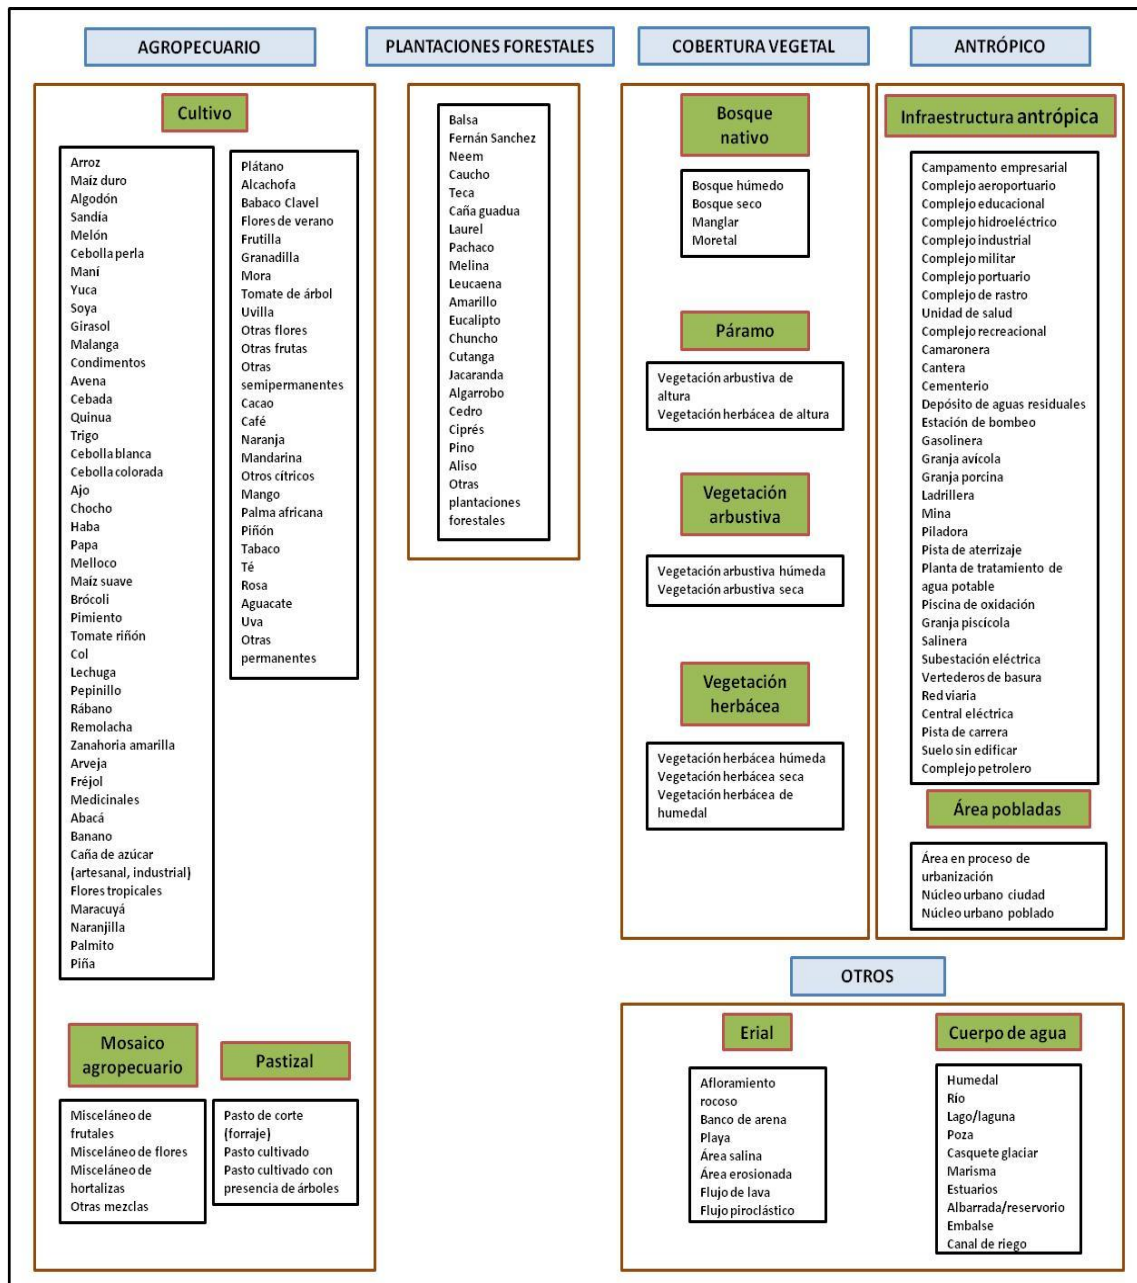 AGROPECUARIO
Cultivo
Arroz
Maíz duro
Algodón
Sandía
Melón
Cebolla perla
Maní
Yuca
Soya
Girasol
Malanga
Condimentos
Avena
Cebada
Quinua
Trigo
Cebolla blanca
Cebolla colorada
Ajo
Chocho
Haba
Papa
Melloco
Maíz suave
Brócoli
Pimiento
Tomate riñón
Col
Lechuga
Pepinillo
Rábano
Remolacha
Zanahoria amarilla
Arveja
Fréjol
Medicinales
Abacá
Banano
Caña de azúcar
(artesanal, industrial)
Flores tropicales
Maracuyá
Naranjilla
Palmito
Piña
Plátano
Alcachofa
Babaco Clavel
Flores de verano
Frutilla
Granadilla
Mora
Tomate de árbol
Uvilla
Otras flores
Otras frutas
Otras
semipermanentes
Cacao
Café
Naranja
Mandarina
Otros cítricos
Mango
Palma africana
Piñón
Tabaco
Té
Rosa
Aguacate
Uva
Otras
permanentes
Mosaico
agropecuario
Misceláneo de
frutales
Misceláneo de flores
Misceláneo de
hortalizas
Otras mezclas
Pastizal
Pasto de corte
(forraje)
Pasto cultivado
Pasto cultivado con
presencia de árboles
PLANTACIONES FORESTALES
Balsa
Fernán Sanchez
Neem
Caucho
Teca
Caña guadua
Laurel
Pachaco
Melina
Leucaena
Amarillo
Eucalipto
Chuncho
Cutanga
Jacaranda
Algarrobo
Cedro
Ciprés
Pino
Aliso
Otras
plantaciones
forestales
COBERTURA VEGETAL
Bosque
nativo
Bosque húmedo
Bosque seco
Manglar
Moretal
Páramo
Vegetación arbustiva de
altura
Vegetación herbácea de altura
Vegetación
arbustiva
Vegetación arbustiva húmeda
Vegetación arbustiva seca
Vegetación
herbácea
Vegetación herbácea húmeda
Vegetación herbácea seca
Vegetación herbácea de
humedal
ANTRÓPICO
Infraestructura antrópica
Campamento empresarial
Complejo aeroportuario
Complejo educacional
Complejo hidroeléctrico
Complejo industrial
Complejo militar
Complejo portuario
Complejo de rastro
Unidad de salud
Complejo recreacional
Camaronera
Cantera
Cementerio
Depósito de aguas residuales
Estación de bombeo
Gasolinera
Granja avícola
Granja porcina
Ladrillera
Mina
Piladora
Pista de aterrizaje
Planta de tratamiento de
agua potable
Piscina de oxidación
Granja piscícola
Salinera
Subestación eléctrica
Vertederos de basura
Red viaria
Central eléctrica
Pista de carrera
Suelo sin edificar
Complejo petrolero
Área pobladas
Área en proceso de
urbanización
Núcleo urbano ciudad
Núcleo urbano poblado
OTROS
Erial
Afloramiento
rocoso
Banco de arena
Playa
Área salina
Área erosionada
Flujo de lava
Flujo piroclástico
Cuerpo de agua
Humedal
Río
Lago/laguna
Poza
Casquete glaciar
Marisma
Estuarios
Albarrada/reservorio
Embalse
Canal de riego